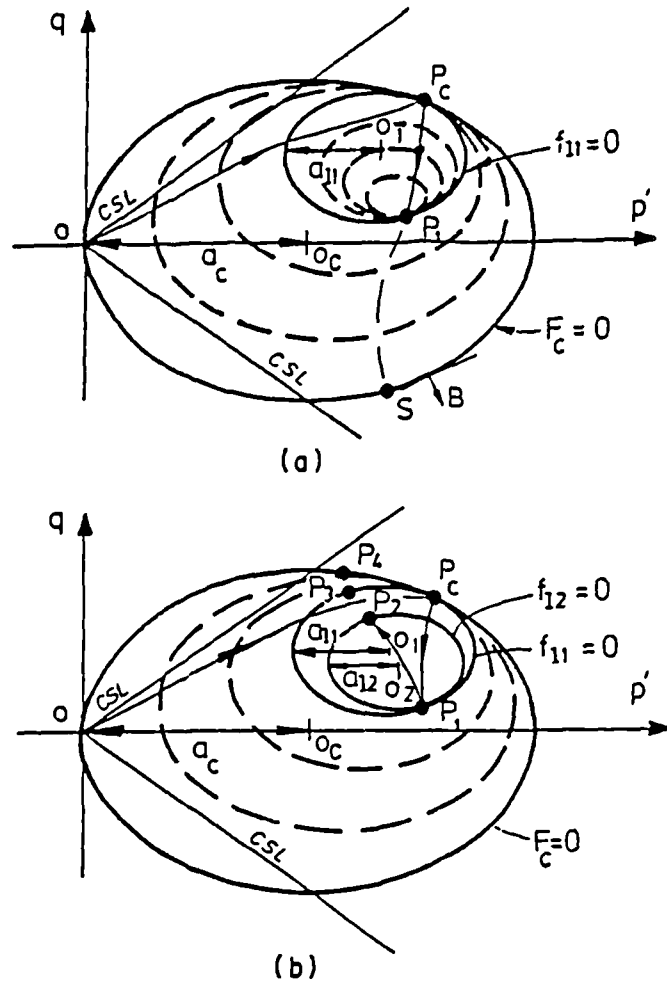 q
P_c
o_1
f_11=0
a_11
CSL
P_1
p'
o
a_c
o_c
F_c=0
CSL
S
B
(a)
q
P_4
P_c
P_3
P_2
f_12=0
CSL
a_11
o_1
f_11=0
a_12
o_2
p'
o
P_1
a_c
o_c
CSL
F_c=0
(b)